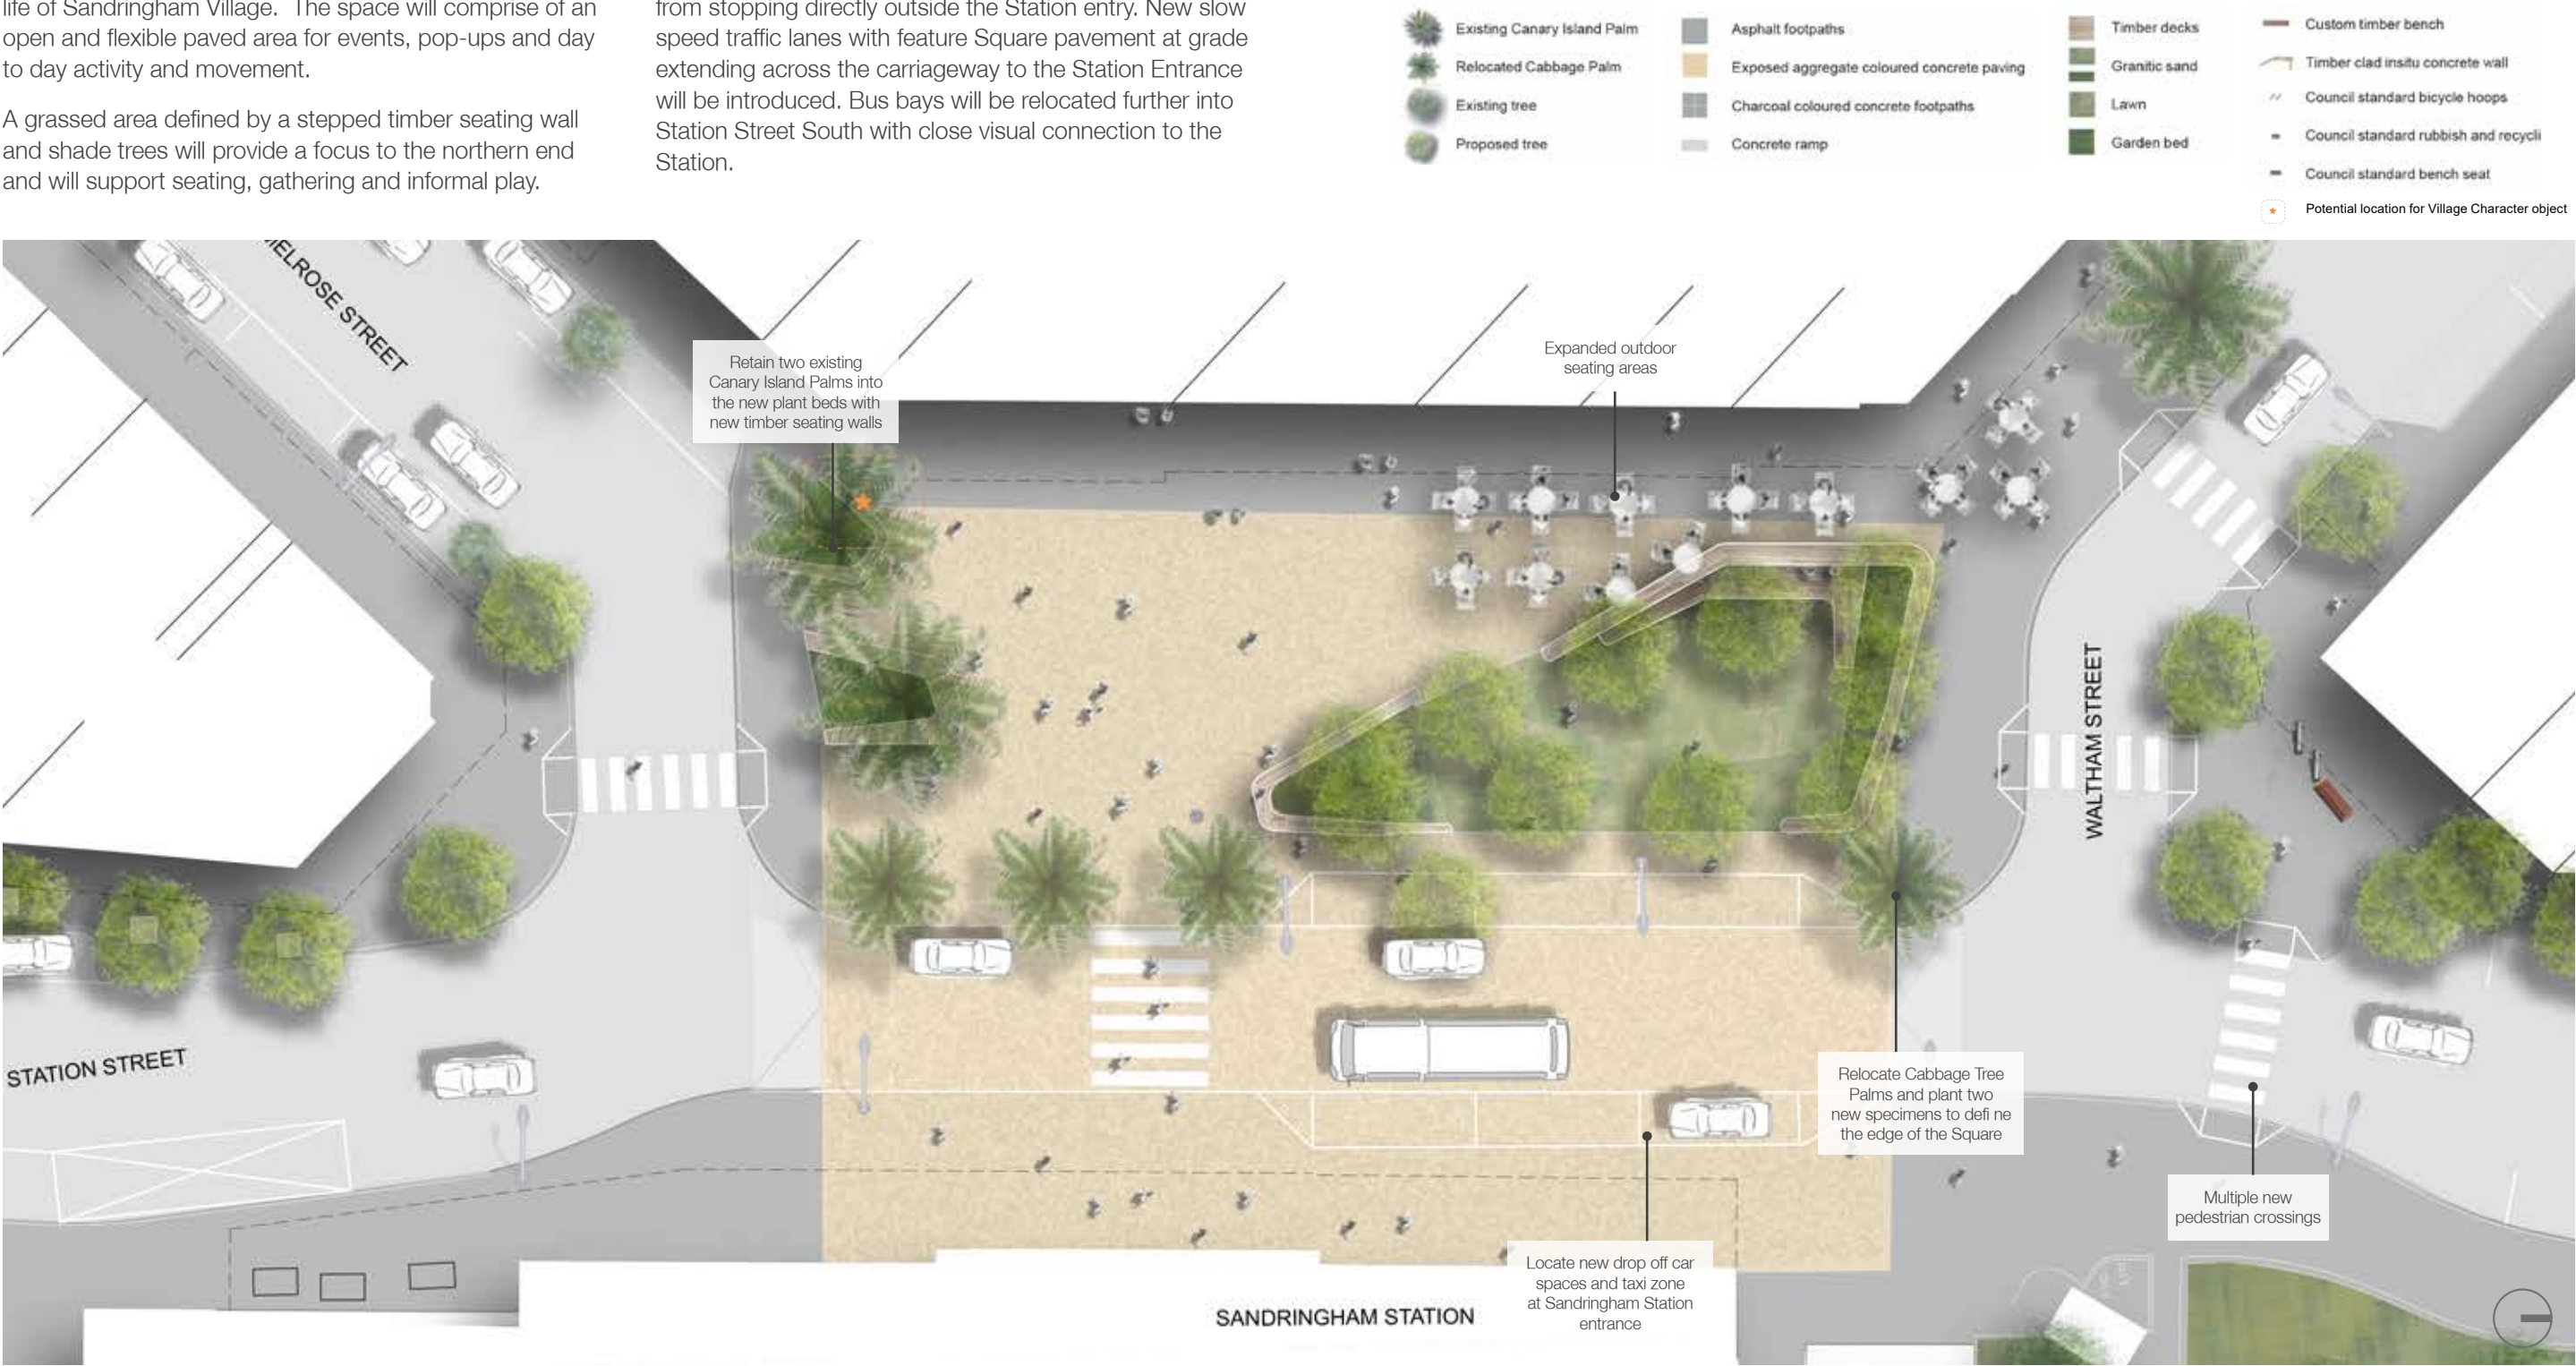 life of Sandringham Village.  The space will comprise of an
open and flexible paved area for events, pop-ups and day
to day activity and movement.
A grassed area defined by a stepped timber seating wall
and shade trees will provide a focus to the northern end
and will support seating, gathering and informal play.
from stopping directly outside the Station entry. New slow
speed traffic lanes with feature Square pavement at grade
extending across the carriageway to the Station Entrance
will be introduced. Bus bays will be relocated further into
Station Street South with close visual connection to the
Station.
Existing Canary Island Palm
Relocated Cabbage Palm
Existing tree
Proposed tree
Asphalt footpaths
Exposed aggregate coloured concrete paving
Charcoal coloured concrete footpaths
Concrete ramp
Timber decks
Granitic sand
Lawn
Garden bed
Custom timber bench
Timber clad insitu concrete wall
Council standard bicycle hoops
Council standard rubbish and recycli
Council standard bench seat
Potential location for Village Character object
MELROSE STREET
Retain two existing
Canary Island Palms into
the new plant beds with
new timber seating walls
Expanded outdoor
seating areas
WALTHAM STREET
STATION STREET
Relocate Cabbage Tree
Palms and plant two
new specimens to defi ne
the edge of the Square
Multiple new
pedestrian crossings
Locate new drop off car
spaces and taxi zone
at Sandringham Station
entrance
SANDRINGHAM STATION